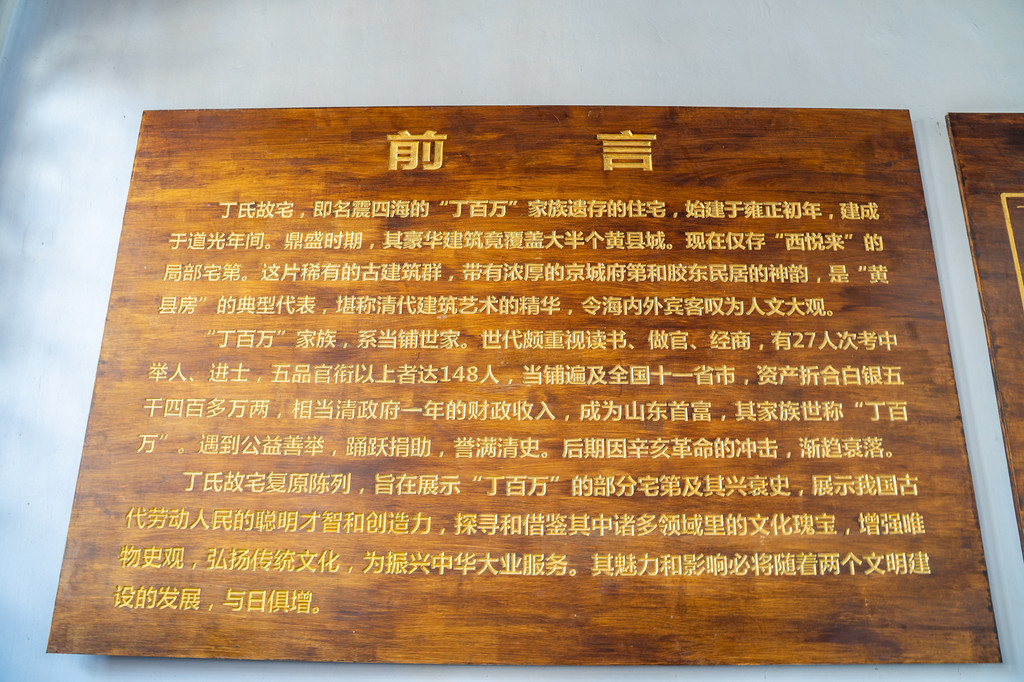 前 言
丁氏故宅，即名震四海的“丁百万”家族遗存的住宅，始建于雍正初年，建成
于道光年间。鼎盛时期，其豪华建筑竟覆盖大半个黄县城。现在仅存“西悦来”的
局部宅第。这片稀有的古建筑群，带有浓厚的京城府第和胶东民居的神韵，是“黄
县房”的典型代表，堪称清代建筑艺术的精华，令海内外宾客叹为人文大观。
“丁百万”家族，系当铺世家。世代颇重视读书、做官、经商，有27人次考中
举人、进士，五品官衔以上者达148人，当铺遍及全国十一省市，资产折合白银五
千四百多万两，相当清政府一年的财政收入，成为山东首富，其家族世称“丁百
万”。遇到公益善举，踊跃捐助，誉满清史。后期因辛亥革命的冲击，渐趋衰落。
丁氏故宅复原陈列，旨在展示“丁百万”的部分宅第及其兴衰史，展示我国古
代劳动人民的聪明才智和创造力，探寻和借鉴其中诸多领域里的文化瑰宝，增强唯
物史观，弘扬传统文化，为振兴中华大业服务。其魅力和影响必将随着两个文明建
设的发展，与日俱增。